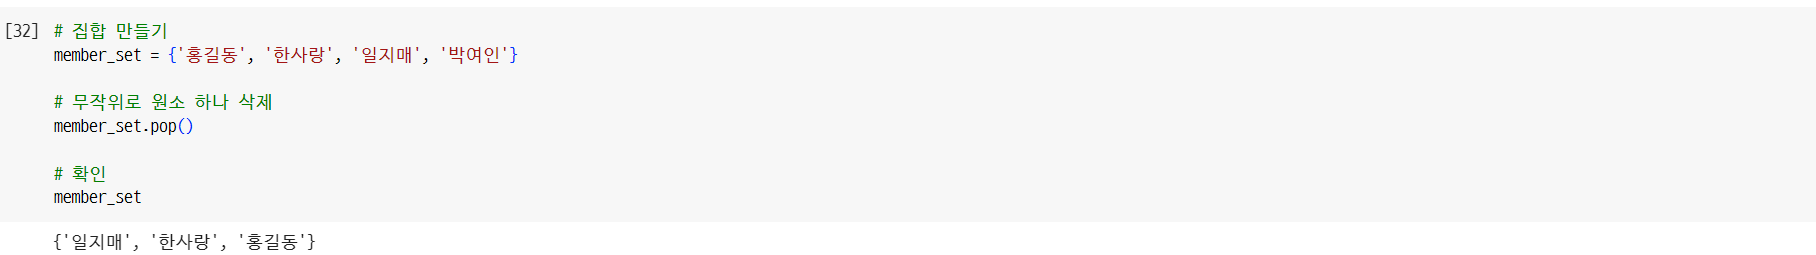 [32] # 집합 만들기
member_set = {'홍길동', '한사랑', '일지매', '박여인'}
# 무작위로 원소 하나 삭제
member_set.pop()
# 확인
member_set
{'일지매', '한사랑', '홍길동'}